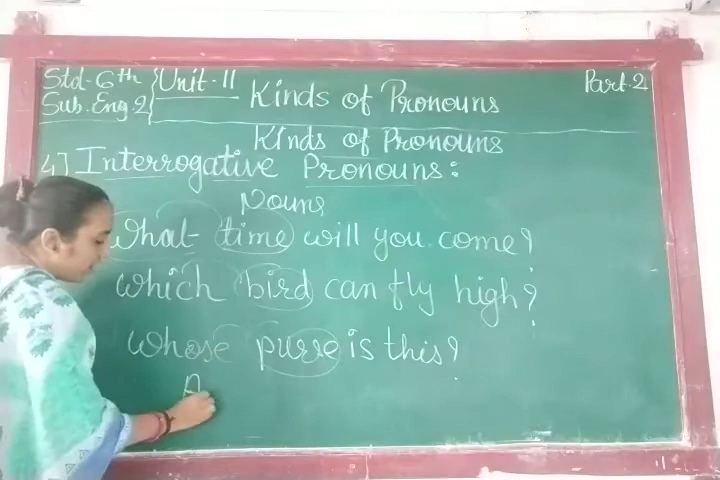 Std-6th Unit-11 Kinds of Pronouns Part-2
Sub. Eng.2
Kinds of Pronouns
4] Interrogative Pronouns:
Nouns
What time will you come?
which bird can fly high?
whose purse is this?
A